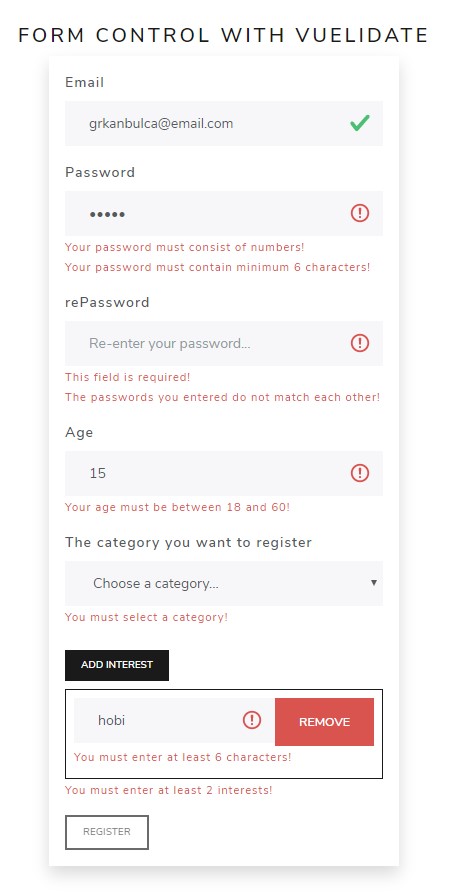 FORM CONTROL WITH VUELIDATE
Email
grkanbulca@email.com
Password
•••••
Your password must consist of numbers!
Your password must contain minimum 6 characters!
rePassword
Re-enter your password...
This field is required!
The passwords you entered do not match each other!
Age
15
Your age must be between 18 and 60!
The category you want to register
Choose a category...
You must select a category!
ADD INTEREST
hobi
REMOVE
You must enter at least 6 characters!
You must enter at least 2 interests!
REGISTER